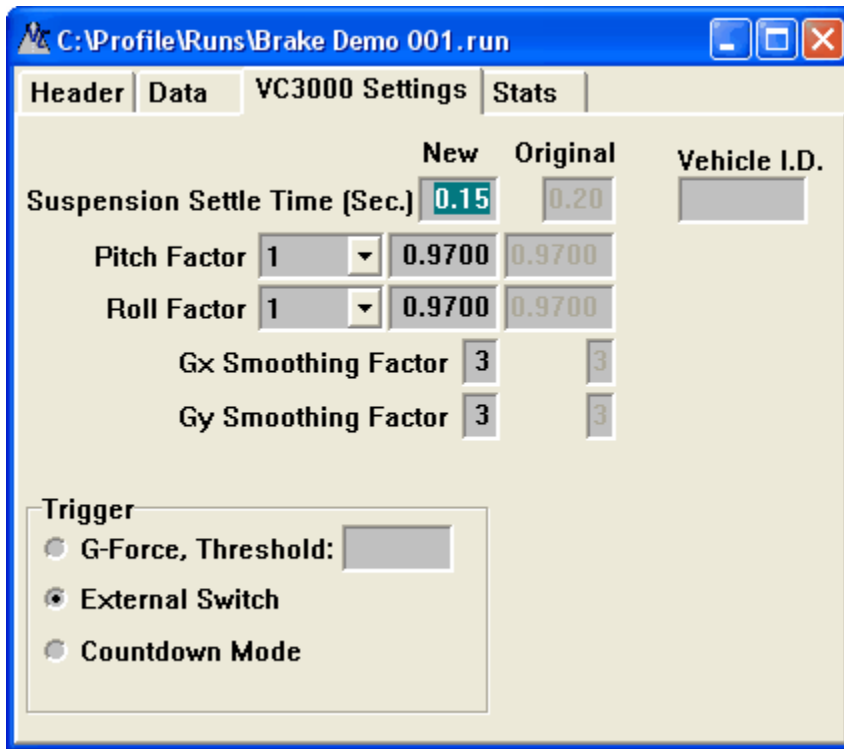 C:\Profile\Runs\Brake Demo 001.run
Header Data VC3000 Settings Stats
New Original Vehicle I.D.
Suspension Settle Time (Sec.) 0.15 0.20
Pitch Factor 1 0.9700 0.9700
Roll Factor 1 0.9700 0.9700
Gx Smoothing Factor 3 3
Gy Smoothing Factor 3 3
Trigger
G-Force, Threshold:
External Switch
Countdown Mode